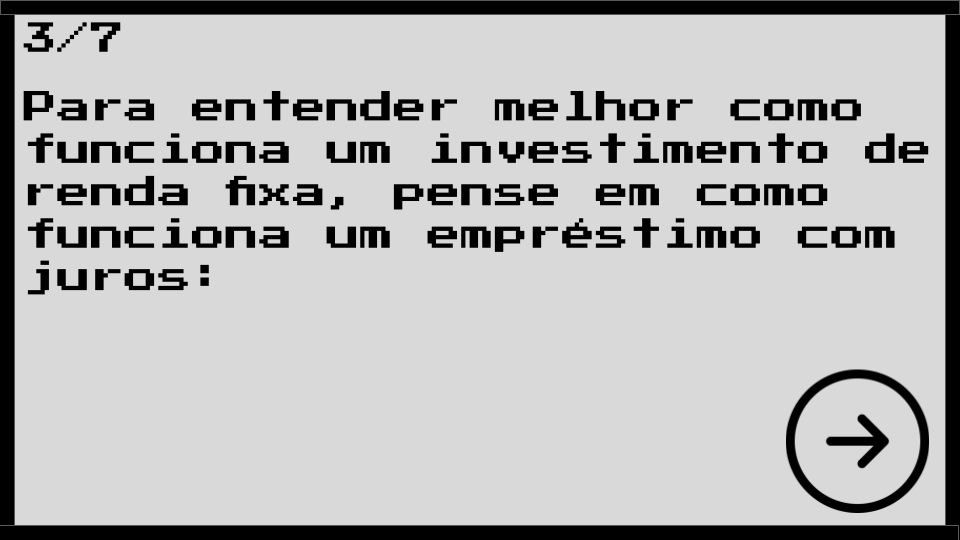 3/7
Para entender melhor como
funciona um investimento de
renda fixa, pense em como
funciona um empréstimo com
juros: